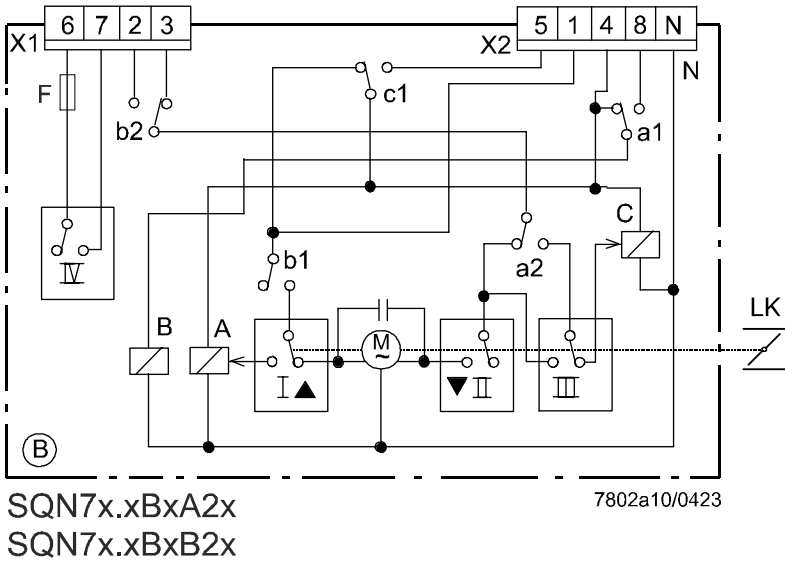 X1 6 7 2 3
X2 5 1 4 8 N
N
F
b2
c1
a1
C
a2
b1
IV
B
A
M
~
LK
I ▲
▼ II
III
B
SQN7x.xBxA2x
7802a10/0423
SQN7x.xBxB2x